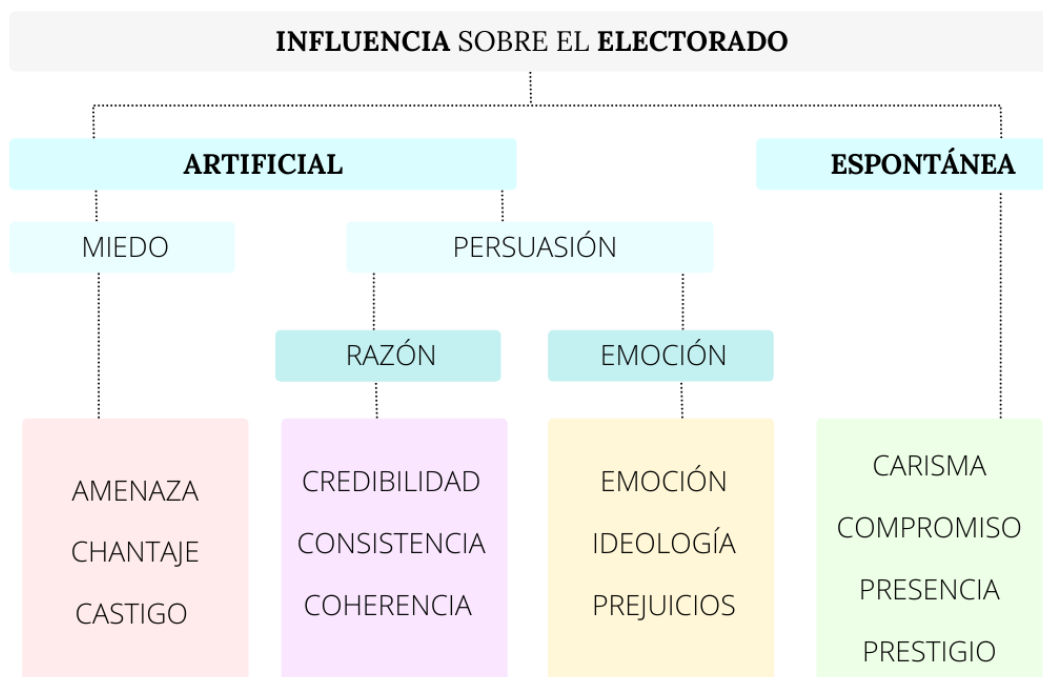 INFLUENCIA SOBRE EL ELECTORADO
ARTIFICIAL
ESPONTÁNEA
MIEDO
PERSUASIÓN
RAZÓN
EMOCIÓN
AMENAZA
CHANTAJE
CASTIGO
CREDIBILIDAD
CONSISTENCIA
COHERENCIA
EMOCIÓN
IDEOLOGÍA
PREJUICIOS
CARISMA
COMPROMISO
PRESENCIA
PRESTIGIO